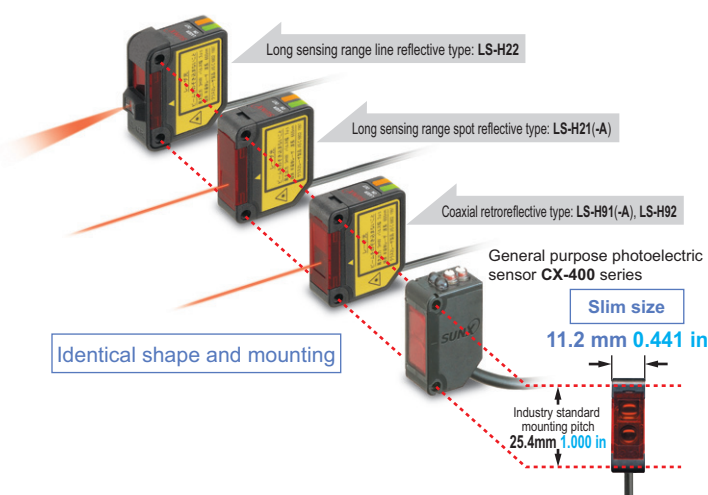 Long sensing range line reflective type: LS-H22
Long sensing range spot reflective type: LS-H21(-A)
Coaxial retroreflective type: LS-H91(-A), LS-H92
General purpose photoelectric
sensor CX-400 series
Slim size
11.2 mm 0.441 in
SUNX
Identical shape and mounting
Industry standard
mounting pitch
25.4mm 1.000 in